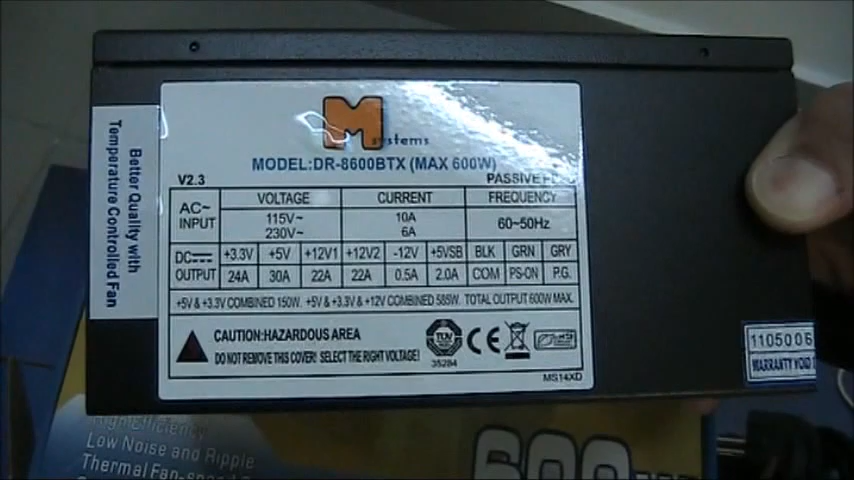 Better Quality with
Temperature Controlled Fan
M systems
MODEL:DR-8600BTX (MAX 600W)
V2.3 PASSIVE
AC~ INPUT VOLTAGE CURRENT FREQUENCY
115V~ 10A 60~50Hz
230V~ 6A
DC OUTPUT +3.3V +5V +12V1 +12V2 -12V +5VSB BLK GRN GRY
24A 30A 22A 22A 0.5A 2.0A COM PS-ON P.G.
+5V & +3.3V COMBINED 150W. +5V & +3.3V & +12V COMBINED 585W. TOTAL OUTPUT 600W MAX.
CAUTION:HAZARDOUS AREA
DO NOT REMOVE THIS COVER! SELECT THE RIGHT VOLTAGE!
TÜV
35284
CE
MS14XD
1105006
WARRANTY VOID
High Efficiency
Low Noise and Ripple
Thermal Fan-speed
600